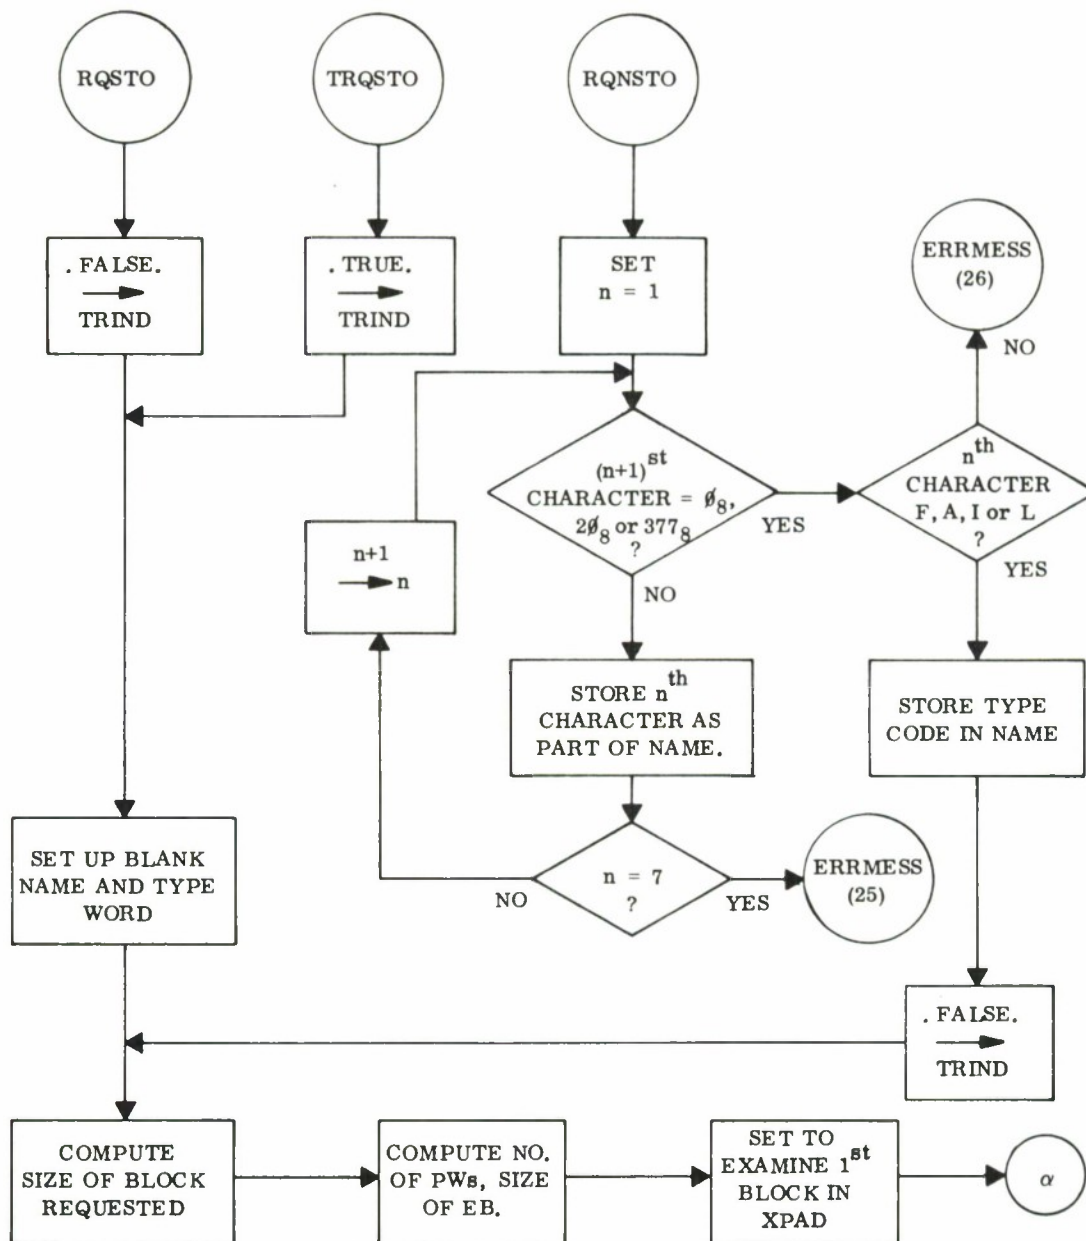 RQSTO
TRQSTO
RQNSTO
. FALSE.
TRIND
. TRUE.
TRIND
SET
n = 1
ERRMESS
(26)
NO
(n+1)st
CHARACTER = ∅8,
2∅8 or 3778
?
YES
nth
CHARACTER
F, A, I or L
?
YES
n+1
n
NO
STORE nth
CHARACTER AS
PART OF NAME.
STORE TYPE
CODE IN NAME
SET UP BLANK
NAME AND TYPE
WORD
NO
n = 7
?
YES
ERRMESS
(25)
. FALSE.
TRIND
COMPUTE
SIZE OF BLOCK
REQUESTED
COMPUTE NO.
OF PWs, SIZE
OF EB.
SET TO
EXAMINE 1st
BLOCK IN
XPAD
α